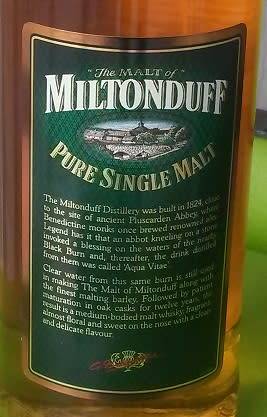 "The MALT of"
MILTONDUFF
PURE SINGLE MALT
The Miltonduff Distillery was built in 1824, close
to the site of ancient Pluscarden Abbey, where
Benedictine monks once brewed renowned ales.
Legend has it that an abbot kneeling on a stone
invoked a blessing on the waters of the nearby
Black Burn and, thereafter, the drink distilled
from them was called 'Aqua Vitae'
Clear water from this same burn is still used
in making The Malt of Miltonduff along with
the finest malting barley. Followed by patient
maturation in oak casks for twelve years, the
result is a medium-bodied malt whisky, fragrant,
almost floral and sweet on the nose with a clean
and delicate flavour.